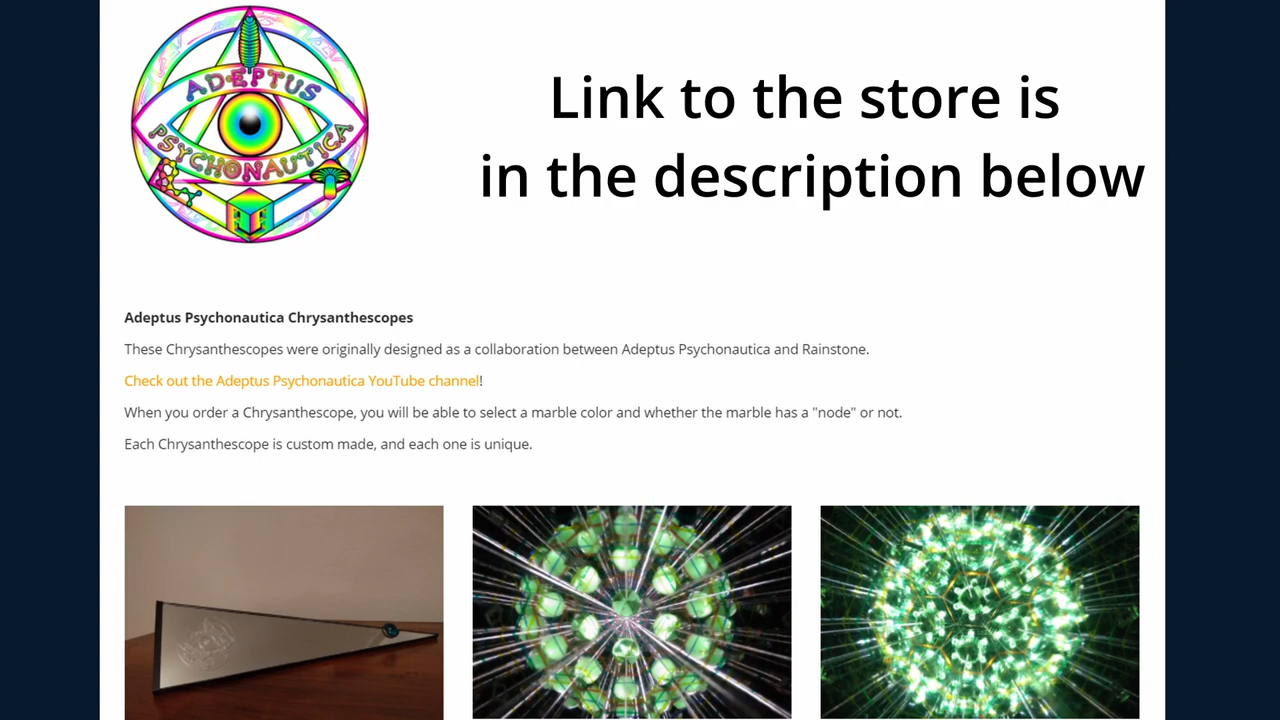 ADEPTUS
PSYCHONAUTICA
Link to the store is
in the description below
Adeptus Psychonautica Chrysanthescopes
These Chrysanthescopes were originally designed as a collaboration between Adeptus Psychonautica and Rainstone.
Check out the Adeptus Psychonautica YouTube channel!
When you order a Chrysanthescope, you will be able to select a marble color and whether the marble has a "node" or not.
Each Chrysanthescope is custom made, and each one is unique.